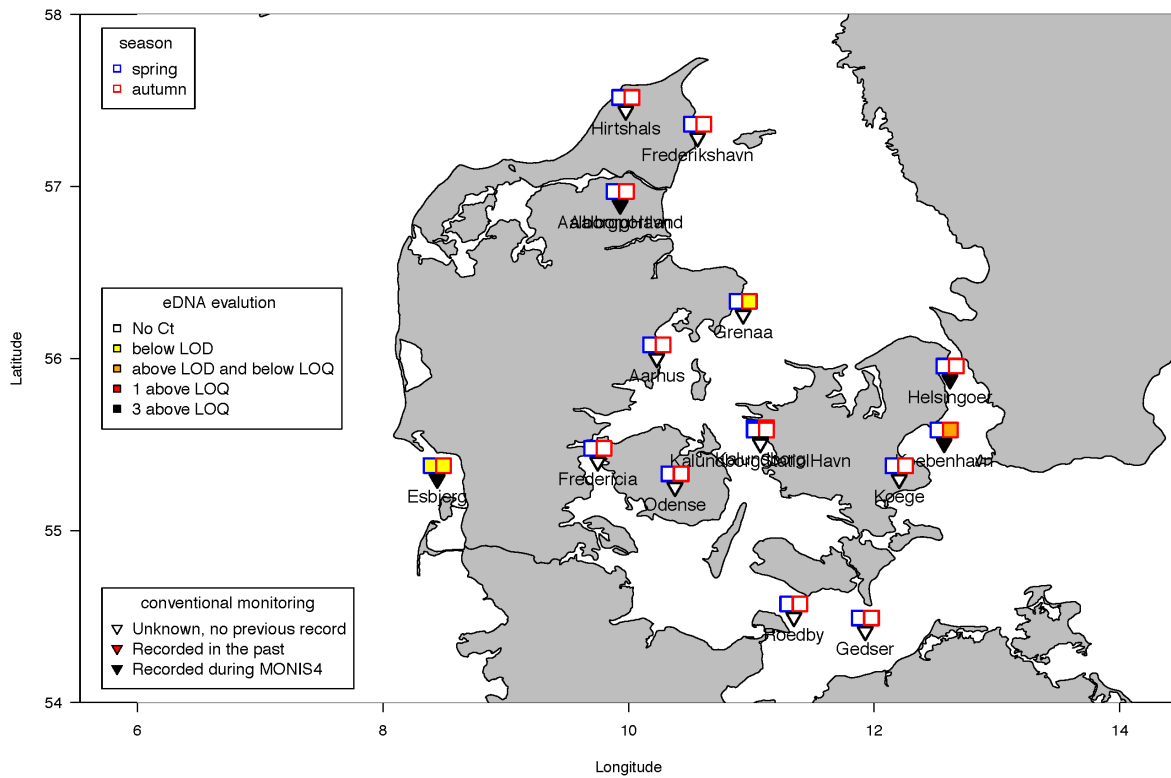 58
57
56
55
54
Latitude
6
8
10
12
14
Longitude
season
spring
autumn
eDNA evalution
No Ct
below LOD
above LOD and below LOQ
1 above LOQ
3 above LOQ
conventional monitoring
Unknown, no previous record
Recorded in the past
Recorded during MONIS4
Hirtshals
Frederikshavn
Grenaa
Aarhus
Helsingoer
Fredericia
Odense
Koege
Esbjerg
Roedby
Gedser